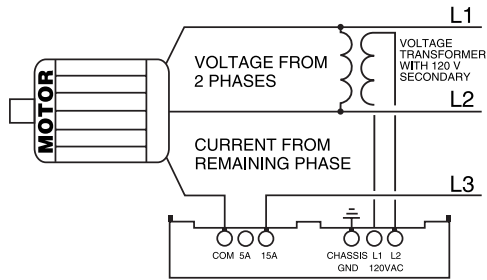 L1
VOLTAGE FROM
2 PHASES
VOLTAGE
TRANSFORMER
WITH 120 V
SECONDARY
MOTOR
L2
CURRENT FROM
REMAINING PHASE
L3
COM 5A 15A CHASSIS L1 L2
GND 120VAC